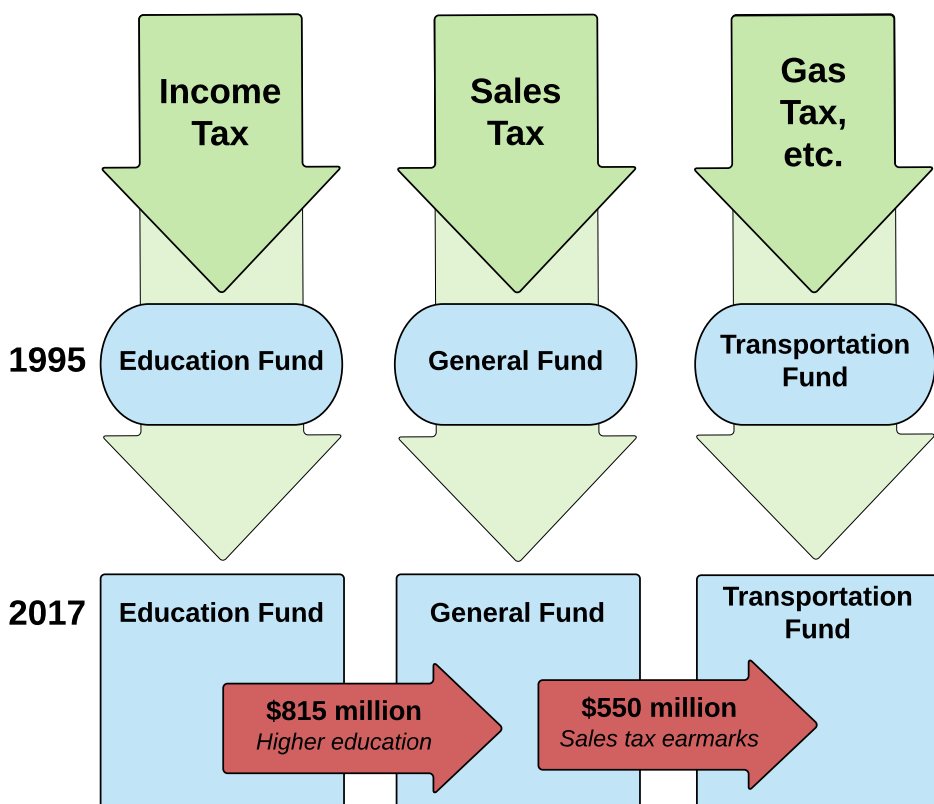 Income
Tax
Sales
Tax
Gas
Tax,
etc.
1995
Education Fund
General Fund
Transportation
Fund
2017
Education Fund
General Fund
Transportation
Fund
$815 million
Higher education
$550 million
Sales tax earmarks